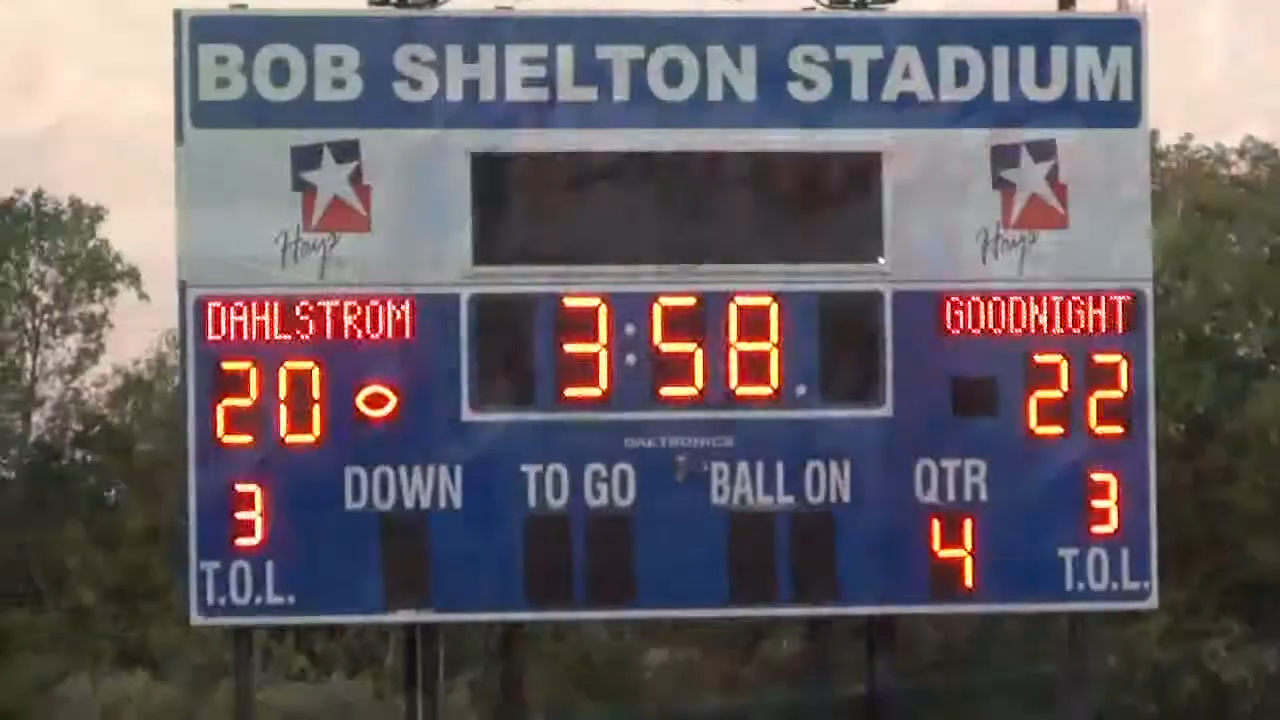 BOB SHELTON STADIUM
Hays Hays
DAHLSTROM 3:58 GOODNIGHT
20 22
DAKTRONICS
DOWN TO GO BALL ON QTR
3 4 3
T.O.L. T.O.L.